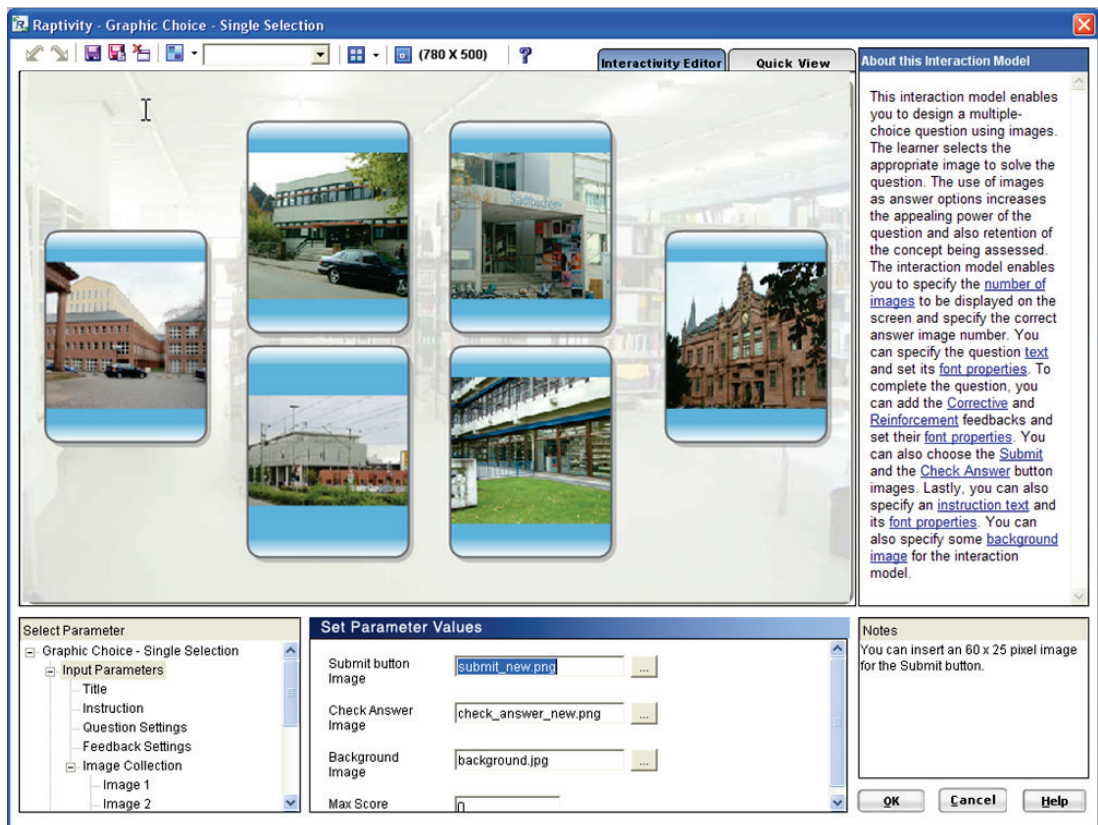 Raptivity - Graphic Choice - Single Selection
(780 X 500)
?
Interactivity Editor
Quick View
About this Interaction Model
This interaction model enables
you to design a multiple-
choice question using images.
The learner selects the
appropriate image to solve the
question. The use of images
as answer options increases
the appealing power of the
question and also retention of
the concept being assessed.
The interaction model enables
you to specify the number of
images to be displayed on the
screen and specify the correct
answer image number. You
can specify the question text
and set its font properties. To
complete the question, you
can add the Corrective and
Reinforcement feedbacks and
set their font properties. You
can also choose the Submit
and the Check Answer button
images. Lastly, you can also
specify an instruction text and
its font properties. You can
also specify some background
image for the interaction
model.
Select Parameter
Graphic Choice - Single Selection
Input Parameters
Title
Instruction
Question Settings
Feedback Settings
Image Collection
Image 1
Image 2
Set Parameter Values
Submit button
Image
submit_new.png
...
Check Answer
Image
check_answer_new.png
...
Background
Image
background.jpg
...
Max Score
0
Notes
You can insert an 60 x 25 pixel image
for the Submit button.
OK
Cancel
Help